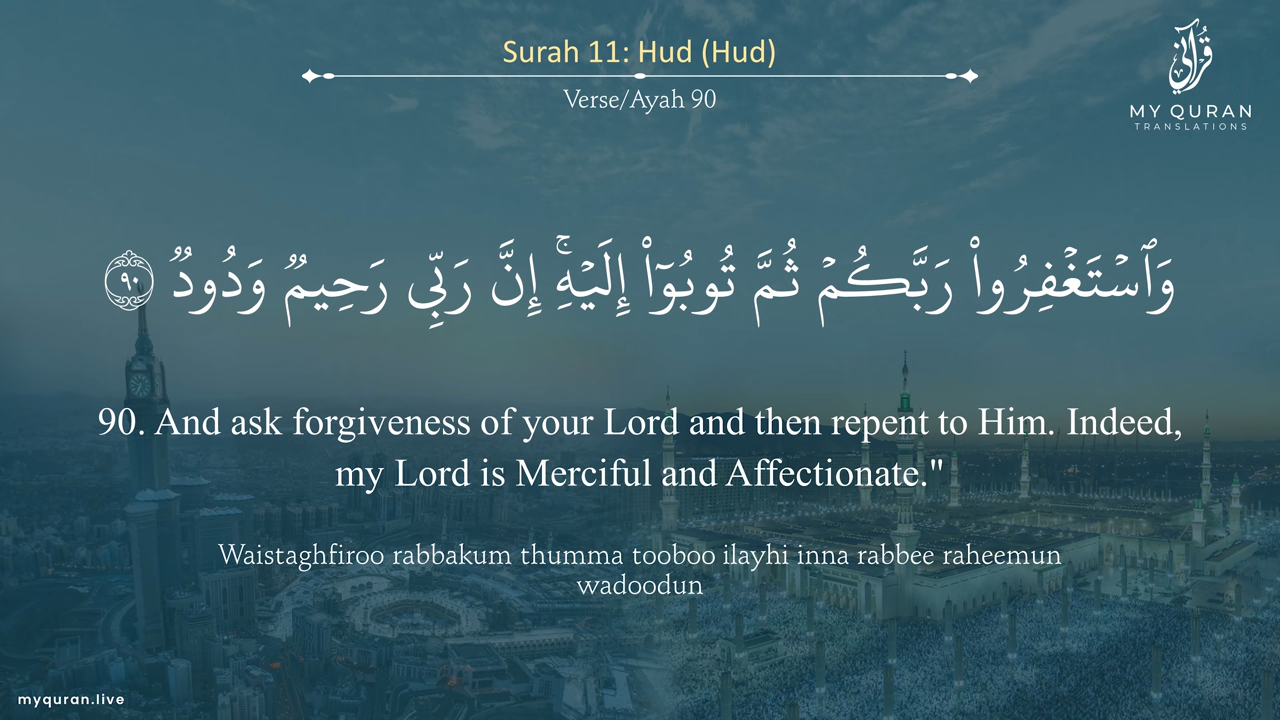 Surah 11: Hud (Hud)
Verse/Ayah 90
قرآني
MY QURAN
TRANSLATIONS
وَٱسۡتَغۡفِرُواْ رَبَّكُمۡ ثُمَّ تُوبُوٓاْ إِلَيۡهِۚ إِنَّ رَبِّي رَحِيمٞ وَدُودٞ ٩٠
90. And ask forgiveness of your Lord and then repent to Him. Indeed,
my Lord is Merciful and Affectionate."
Waistaghfiroo rabbakum thumma tooboo ilayhi inna rabbee raheemun
wadoodun
myquran.live